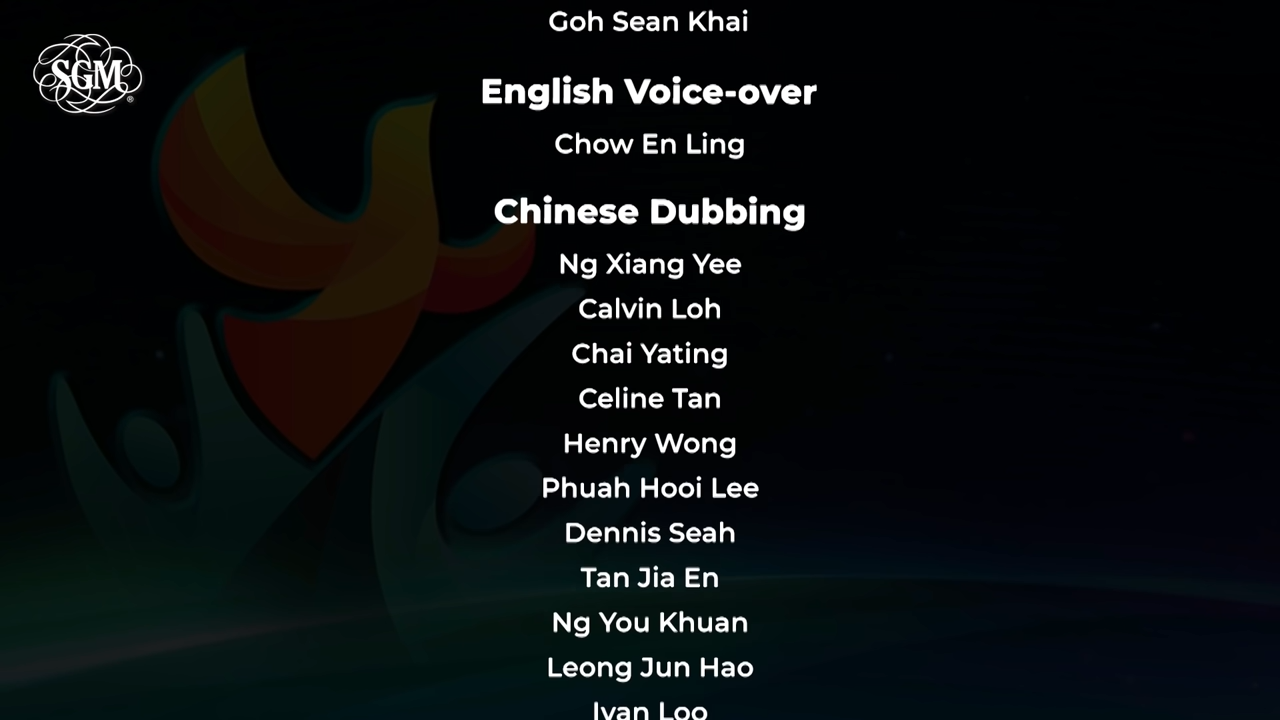 SGM
®
Goh Sean Khai
English Voice-over
Chow En Ling
Chinese Dubbing
Ng Xiang Yee
Calvin Loh
Chai Yating
Celine Tan
Henry Wong
Phuah Hooi Lee
Dennis Seah
Tan Jia En
Ng You Khuan
Leong Jun Hao
Ivan Loo